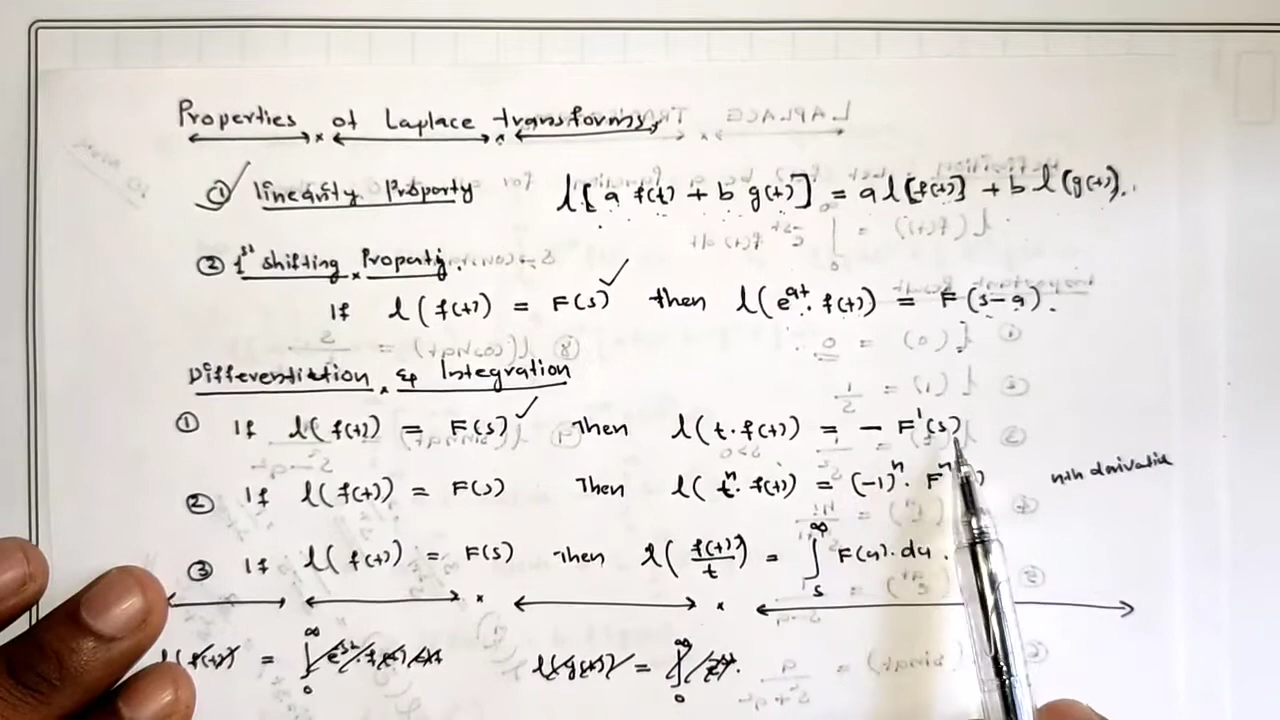 Properties of Laplace transforms,
① linearity Property l[a f(t) + b g(t)] = a l[f(t)] + b l(g(t)).
② 1st shifting Property.
If l(f(t)) = F(s) ✓ then l(e^at. f(t)) = F(s-a).
Differentiation & Integration
① If l(f(t)) = F(s) ✓ Then l(t.f(t)) = - F'(s)
② If l(f(t)) = F(s) Then l(t^n. f(t)) = (-1)^n. F^n ) nth derivative
③ If l(f(t)) = F(s) Then l(f(t)/t) = ∫_s^∞ F(u).du.